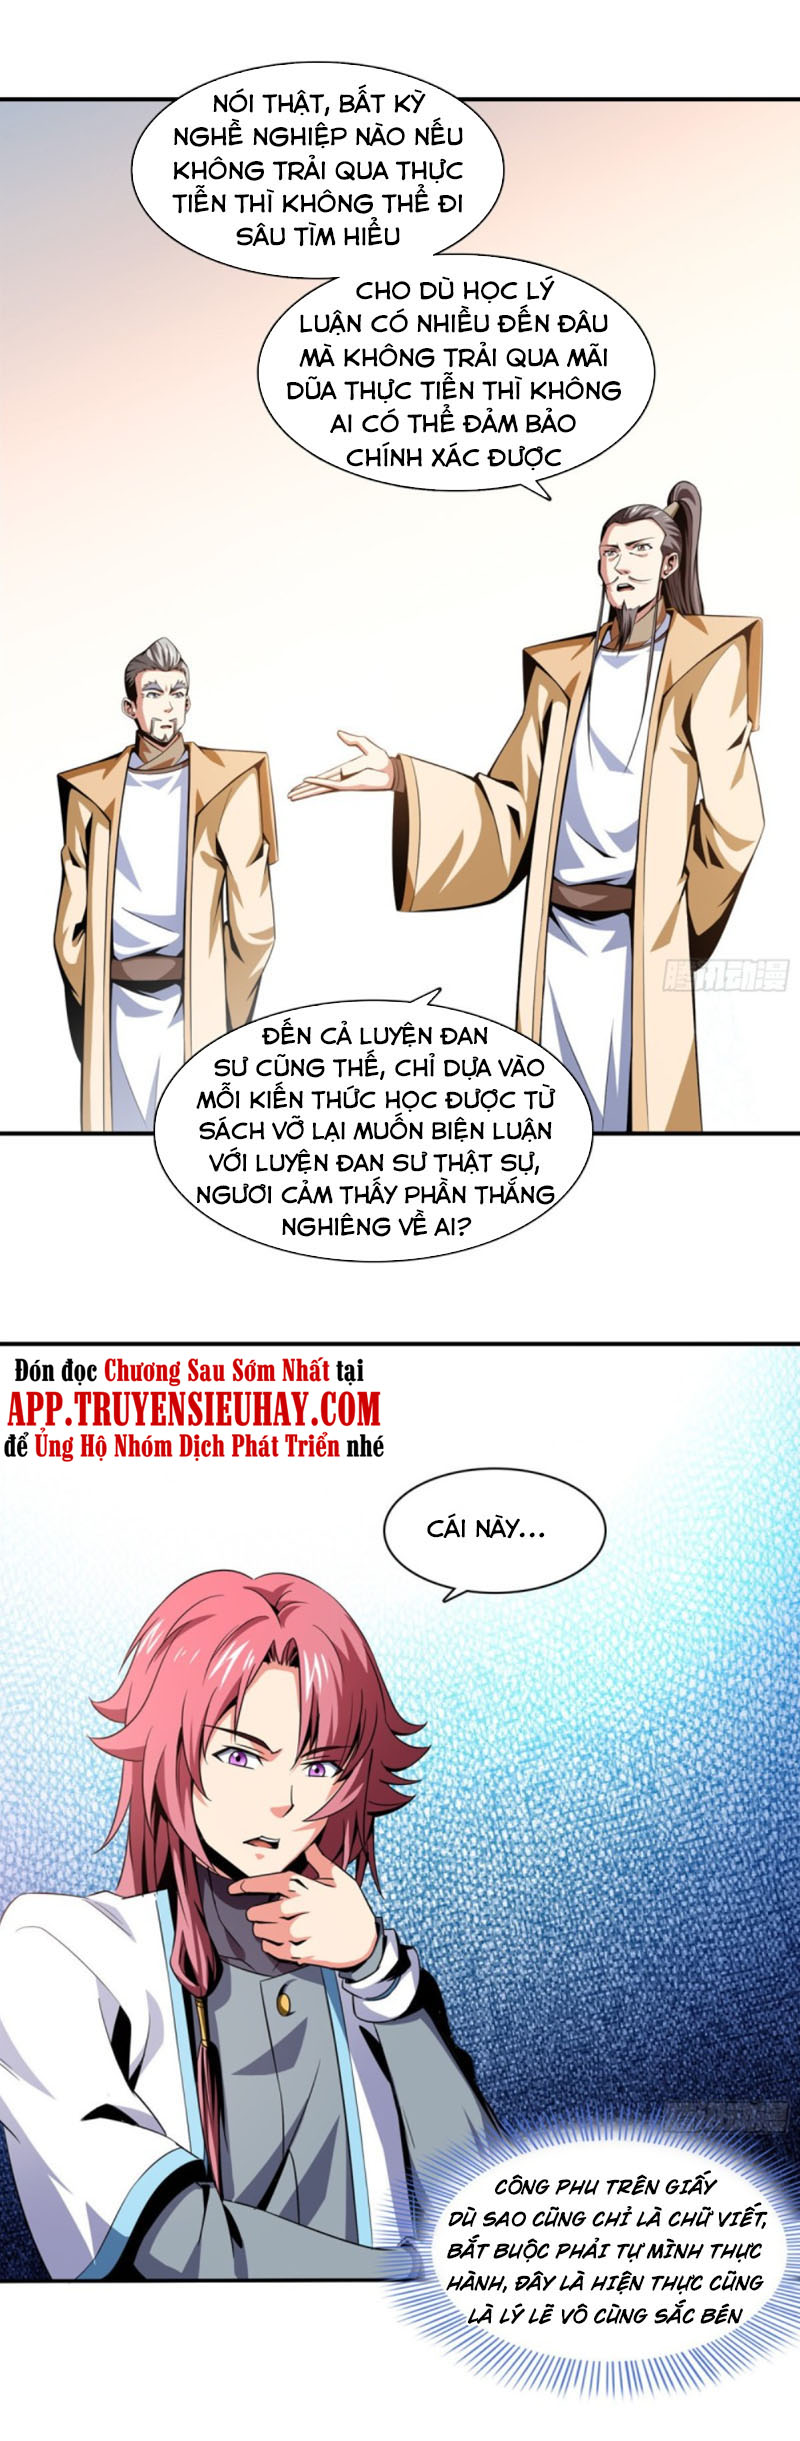 NÓI THẬT, BẤT KỲ
NGHỀ NGHIỆP NÀO NẾU
KHÔNG TRẢI QUA THỰC
TIỄN THÌ KHÔNG THỂ ĐI
SÂU TÌM HIỂU
CHO DÙ HỌC LÝ
LUẬN CÓ NHIỀU ĐẾN ĐÂU
MÀ KHÔNG TRẢI QUA MÃI
DŨA THỰC TIỄN THÌ KHÔNG
AI CÓ THỂ ĐẢM BẢO
CHÍNH XÁC ĐƯỢC
腾讯动漫
ĐẾN CẢ LUYỆN ĐAN
SƯ CŨNG THẾ, CHỈ DỰA VÀO
MỖI KIẾN THỨC HỌC ĐƯỢC TỪ
SÁCH VỠ LẠI MUỐN BIỆN LUẬN
VỚI LUYỆN ĐAN SƯ THẬT SỰ,
NGƯƠI CẢM THẤY PHẦN THẮNG
NGHIÊNG VỀ AI?
Đón đọc Chương Sau Sớm Nhất tại
APP.TRUYENSIEUHAY.COM
để Ủng Hộ Nhóm Dịch Phát Triển nhé
CÁI NÀY...
CÔNG PHU TRÊN GIẤY
DÙ SAO CŨNG CHỈ LÀ CHỮ VIẾT,
BẮT BUỘC PHẢI TỰ MÌNH THỰC
HÀNH, ĐÂY LÀ HIỆN THỰC CŨNG
LÀ LÝ LẼ VÔ CÙNG SẮC BÉN